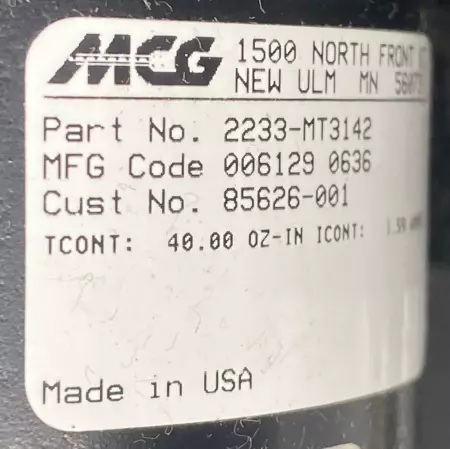 MCG
1500 NORTH FRONT
NEW ULM MN
Part No. 2233-MT3142
MFG Code 006129 0636
Cust No. 85626-001
TCONT: 40.00 OZ-IN ICONT:
Made in USA